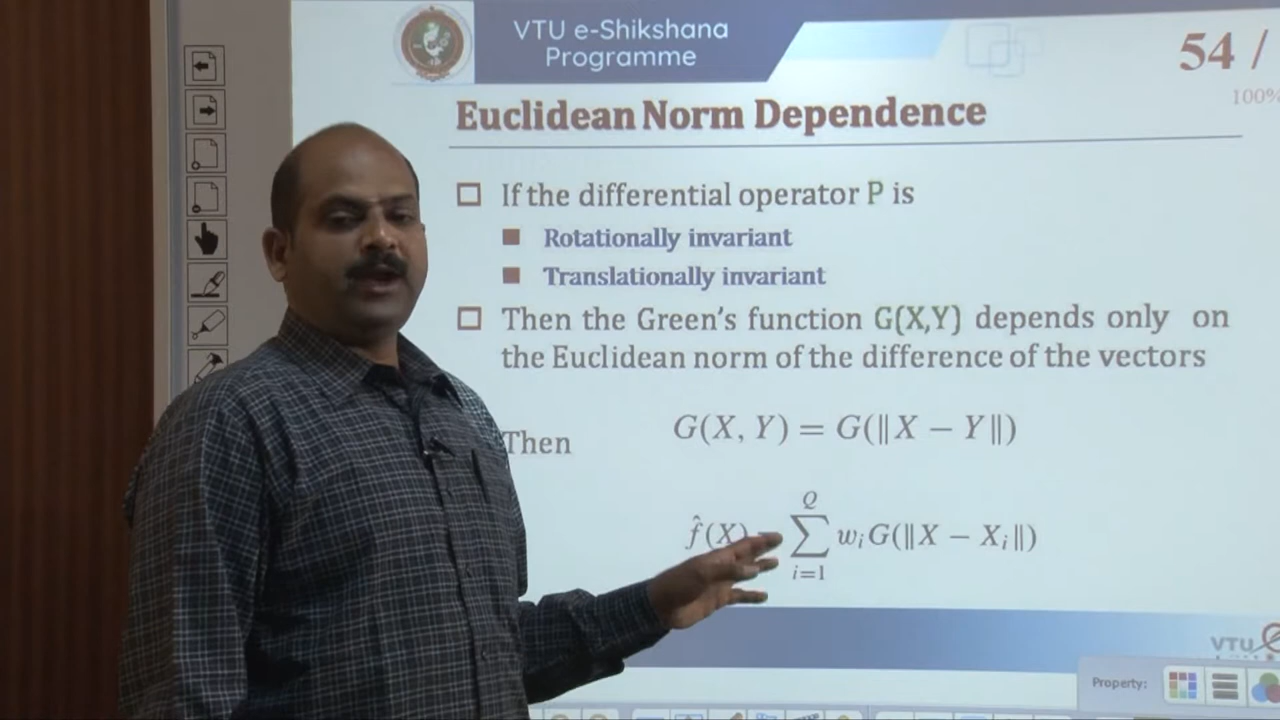 VTU e-Shikshana
Programme
54 /
100%
Euclidean Norm Dependence
If the differential operator P is
Rotationally invariant
Translationally invariant
Then the Green's function G(X,Y) depends only on
the Euclidean norm of the difference of the vectors
G(X, Y) = G(‖X − Y‖)
Then
f̂(X) = ∑ᵢ₌₁^Q wᵢG(‖X − Xᵢ‖)
VTU
Property: